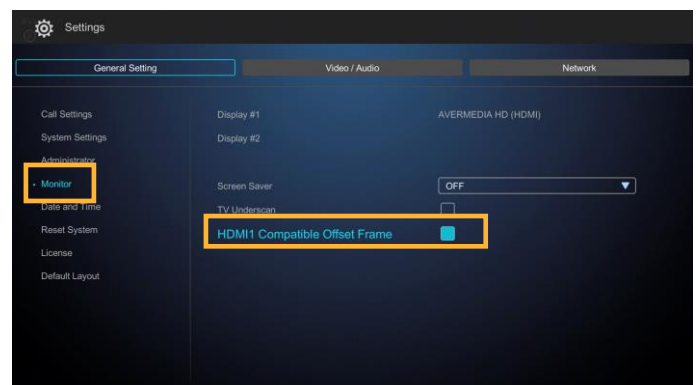 Settings
General Setting
Video / Audio
Network
Call Settings
System Settings
Administrator
Monitor
Date and Time
Reset System
License
Default Layout
Display #1 AVERMEDIA HD (HDMI)
Display #2
Screen Saver OFF
TV Underscan
HDMI1 Compatible Offset Frame